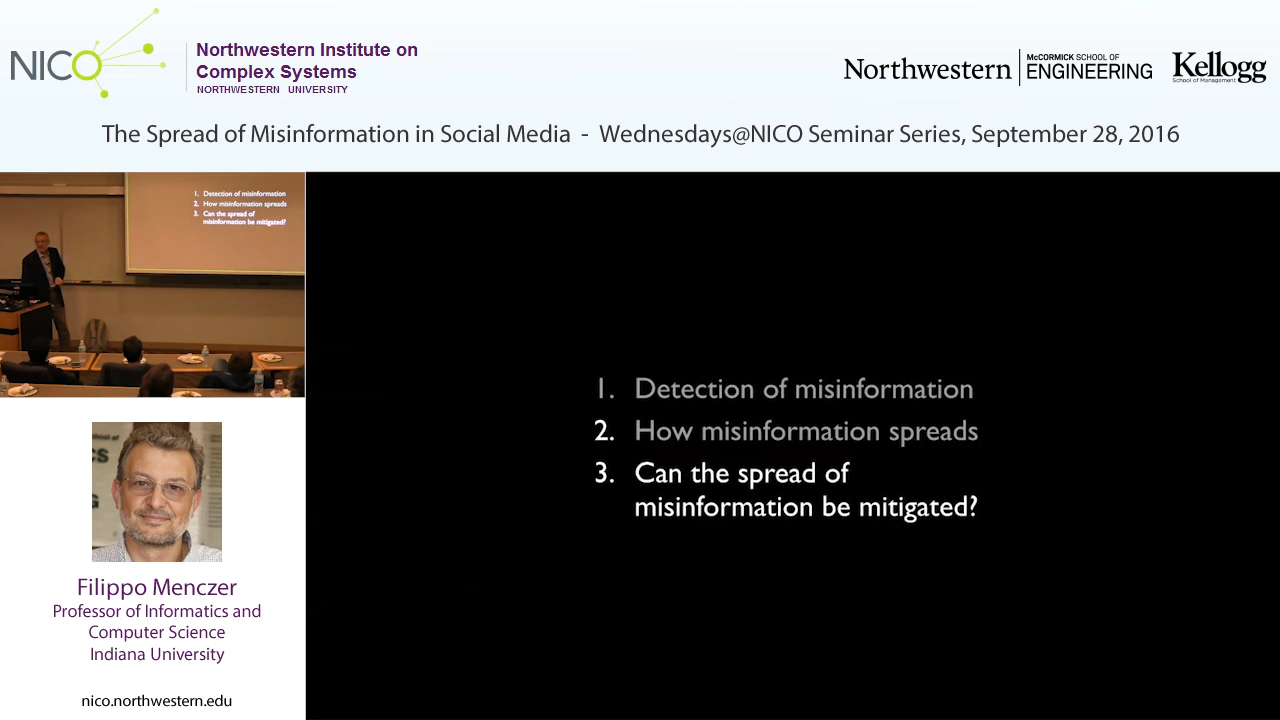 NICO
Northwestern Institute on
Complex Systems
NORTHWESTERN UNIVERSITY
Northwestern
McCORMICK SCHOOL OF
ENGINEERING
Kellogg
School of Management
The Spread of Misinformation in Social Media - Wednesdays@NICO Seminar Series, September 28, 2016
1. Detection of misinformation
2. How misinformation spreads
3. Can the spread of
misinformation be mitigated?
1. Detection of misinformation
2. How misinformation spreads
3. Can the spread of
misinformation be mitigated?
Filippo Menczer
Professor of Informatics and
Computer Science
Indiana University
nico.northwestern.edu